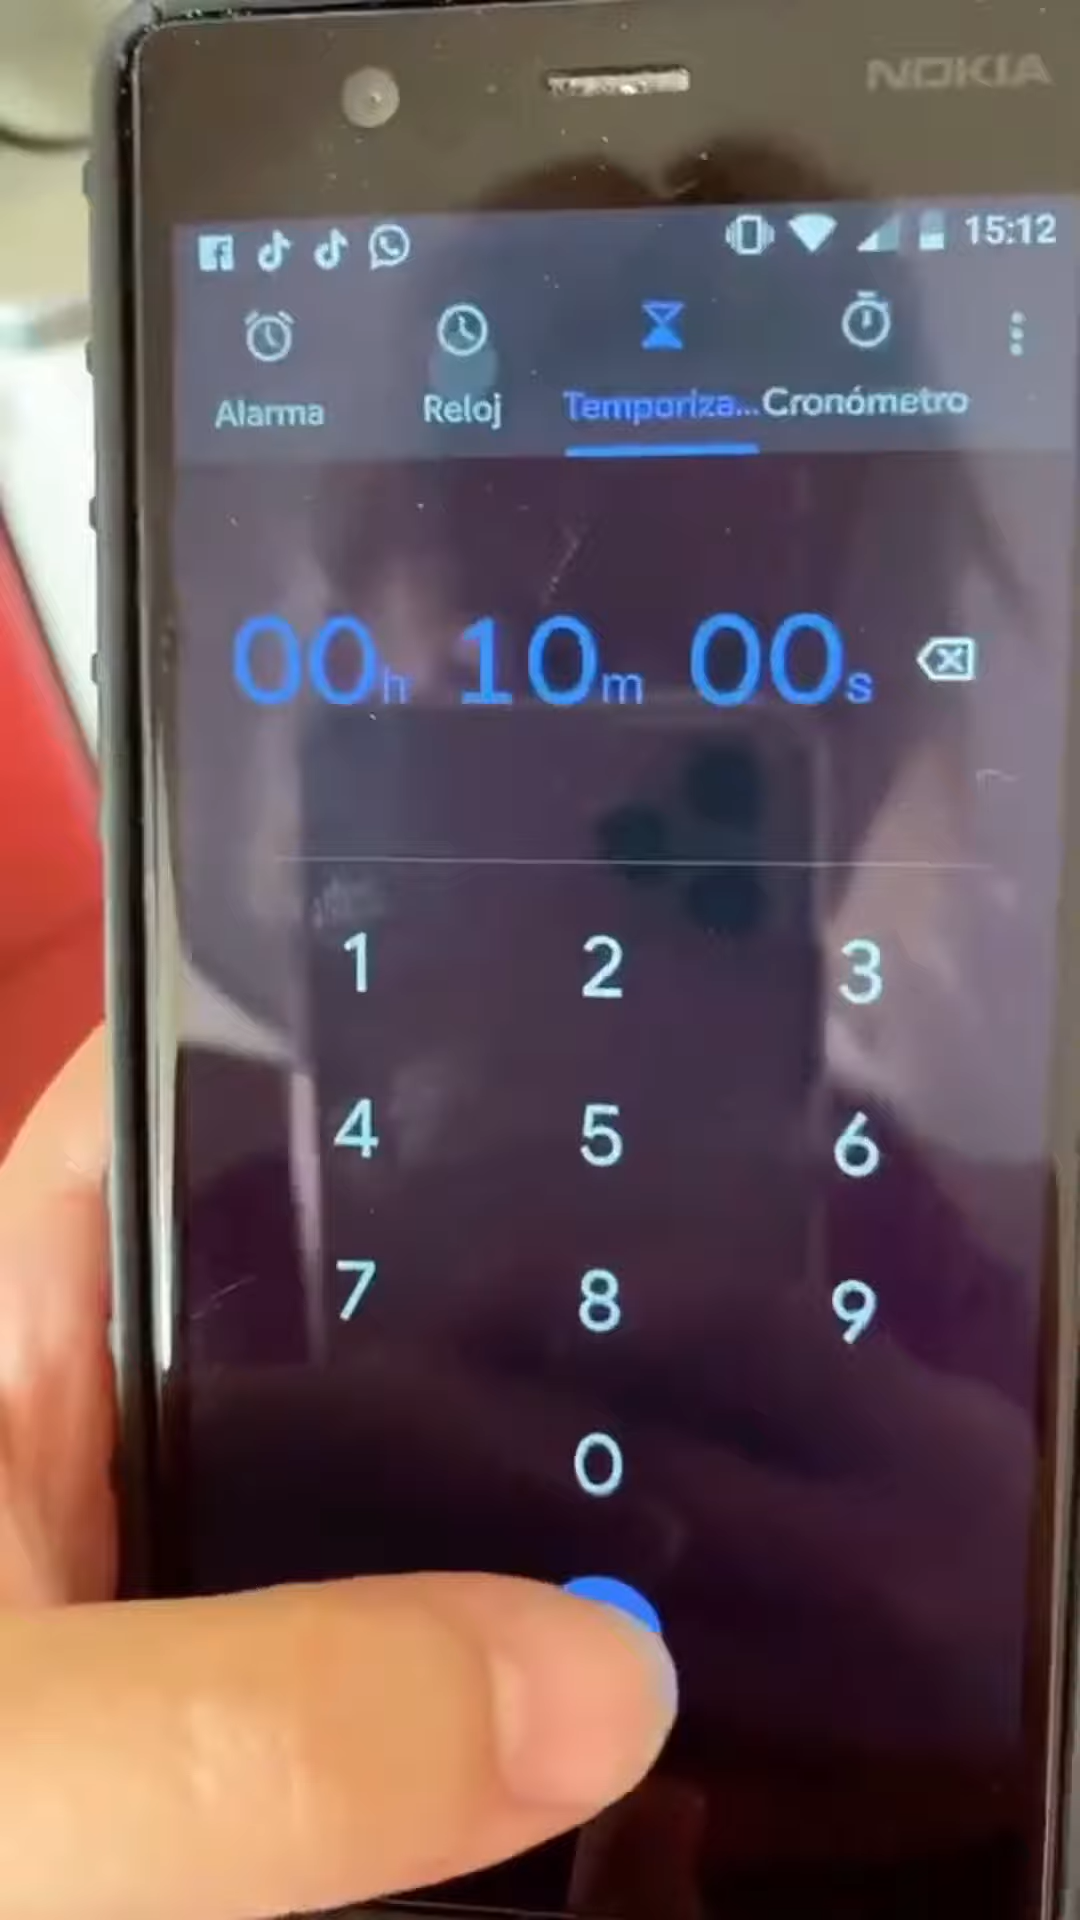 NOKIA
15:12
Alarma
Reloj
Temporiza...
Cronómetro
00h 10m 00s
1 2 3
4 5 6
7 8 9
0